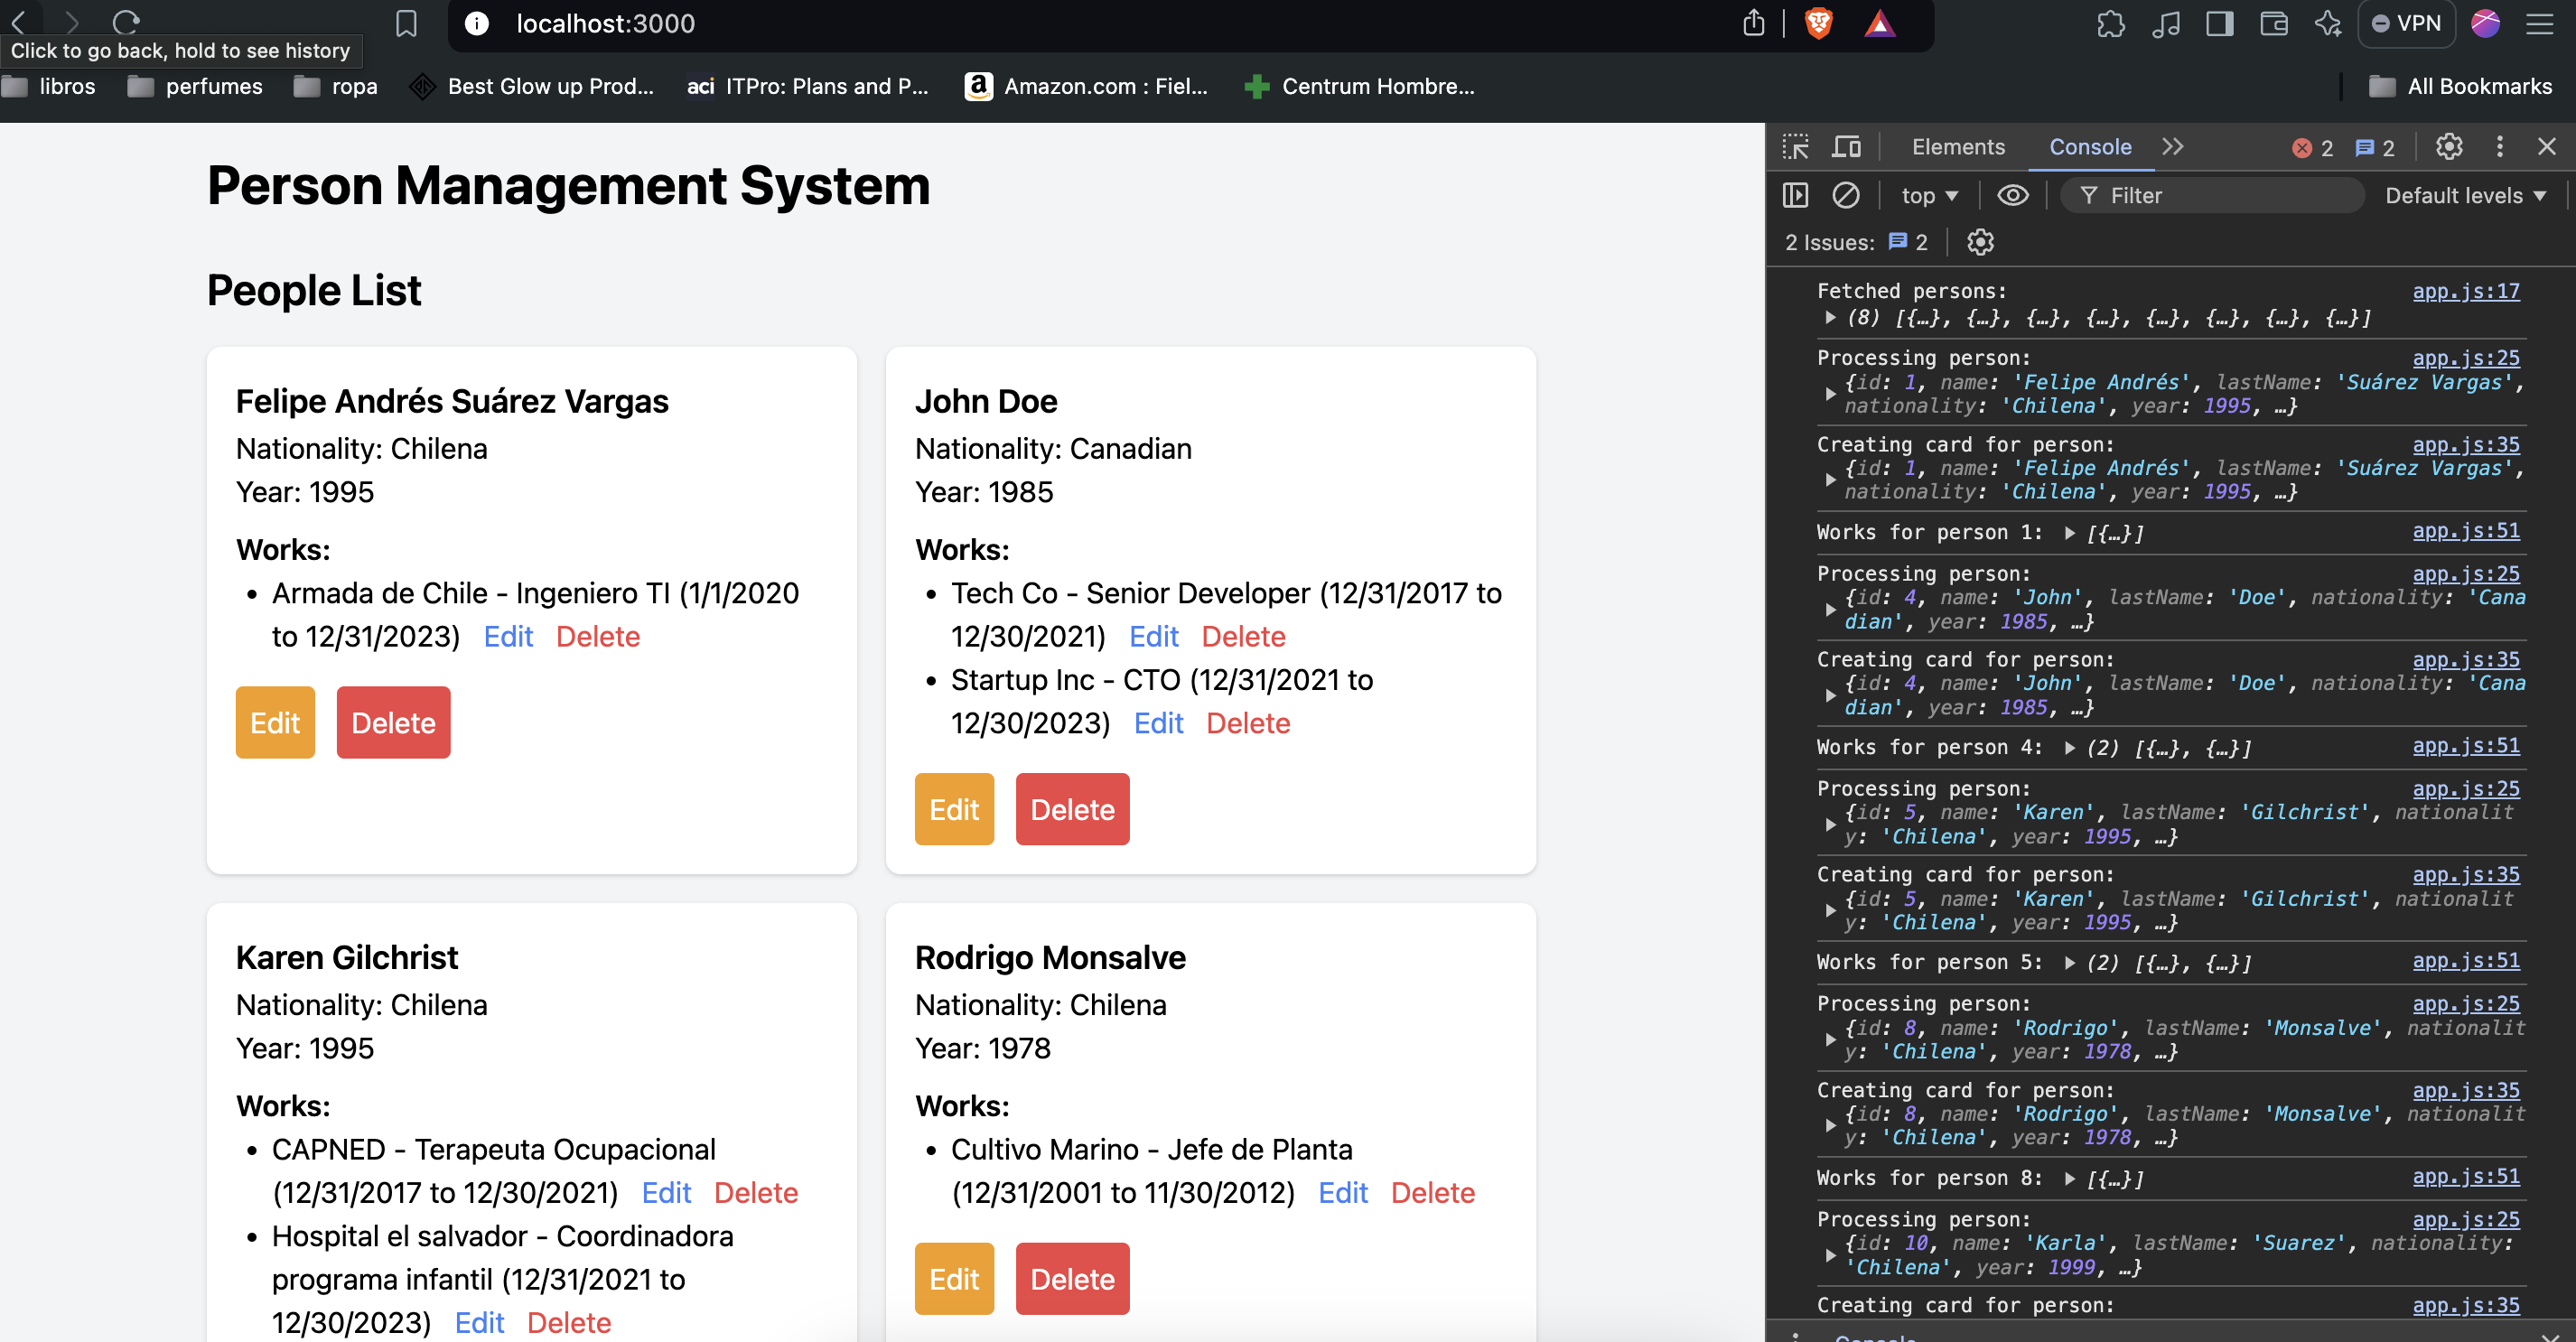 localhost:3000
VPN
Click to go back, hold to see history
libros
perfumes
ropa
Best Glow up Prod...
aci ITPro: Plans and P...
a Amazon.com : Fiel...
Centrum Hombre...
All Bookmarks
Person Management System
People List
Felipe Andrés Suárez Vargas
Nationality: Chilena
Year: 1995
Works:
• Armada de Chile - Ingeniero TI (1/1/2020
to 12/31/2023) Edit Delete
Edit Delete
John Doe
Nationality: Canadian
Year: 1985
Works:
• Tech Co - Senior Developer (12/31/2017 to
12/30/2021) Edit Delete
• Startup Inc - CTO (12/31/2021 to
12/30/2023) Edit Delete
Edit Delete
Karen Gilchrist
Nationality: Chilena
Year: 1995
Works:
• CAPNED - Terapeuta Ocupacional
(12/31/2017 to 12/30/2021) Edit Delete
• Hospital el salvador - Coordinadora
programa infantil (12/31/2021 to
12/30/2023) Edit Delete
Rodrigo Monsalve
Nationality: Chilena
Year: 1978
Works:
• Cultivo Marino - Jefe de Planta
(12/31/2001 to 11/30/2012) Edit Delete
Edit Delete
Elements Console 2 2
top Filter Default levels
2 Issues: 2
Fetched persons: app.js:17
(8) [{…}, {…}, {…}, {…}, {…}, {…}, {…}, {…}]
Processing person: app.js:25
{id: 1, name: 'Felipe Andrés', lastName: 'Suárez Vargas',
nationality: 'Chilena', year: 1995, …}
Creating card for person: app.js:35
{id: 1, name: 'Felipe Andrés', lastName: 'Suárez Vargas',
nationality: 'Chilena', year: 1995, …}
Works for person 1: [{…}] app.js:51
Processing person: app.js:25
{id: 4, name: 'John', lastName: 'Doe', nationality: 'Cana
dian', year: 1985, …}
Creating card for person: app.js:35
{id: 4, name: 'John', lastName: 'Doe', nationality: 'Cana
dian', year: 1985, …}
Works for person 4: (2) [{…}, {…}] app.js:51
Processing person: app.js:25
{id: 5, name: 'Karen', lastName: 'Gilchrist', nationalit
y: 'Chilena', year: 1995, …}
Creating card for person: app.js:35
{id: 5, name: 'Karen', lastName: 'Gilchrist', nationalit
y: 'Chilena', year: 1995, …}
Works for person 5: (2) [{…}, {…}] app.js:51
Processing person: app.js:25
{id: 8, name: 'Rodrigo', lastName: 'Monsalve', nationalit
y: 'Chilena', year: 1978, …}
Creating card for person: app.js:35
{id: 8, name: 'Rodrigo', lastName: 'Monsalve', nationalit
y: 'Chilena', year: 1978, …}
Works for person 8: [{…}] app.js:51
Processing person: app.js:25
{id: 10, name: 'Karla', lastName: 'Suarez', nationality:
'Chilena', year: 1999, …}
Creating card for person: app.js:35
Console